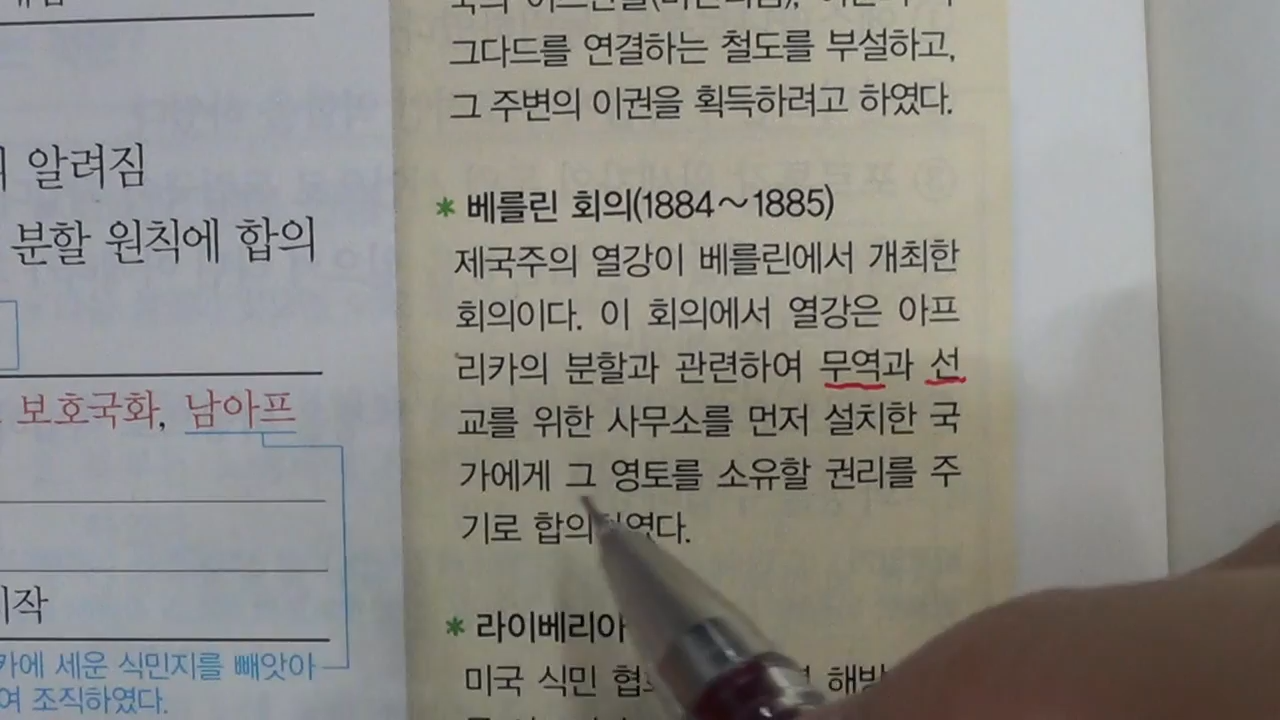 알려짐
분할 원칙에 합의
보호국화, 남아프
카에 세운 식민지를 빼앗아
여 조직하였다.
그다드를 연결하는 철도를 부설하고,
그 주변의 이권을 획득하려고 하였다.
* 베를린 회의(1884~1885)
제국주의 열강이 베를린에서 개최한
회의이다. 이 회의에서 열강은 아프
리카의 분할과 관련하여 무역과 선
교를 위한 사무소를 먼저 설치한 국
가에게 그 영토를 소유할 권리를 주
기로 합의하였다.
* 라이베리아
미국 식민 해방